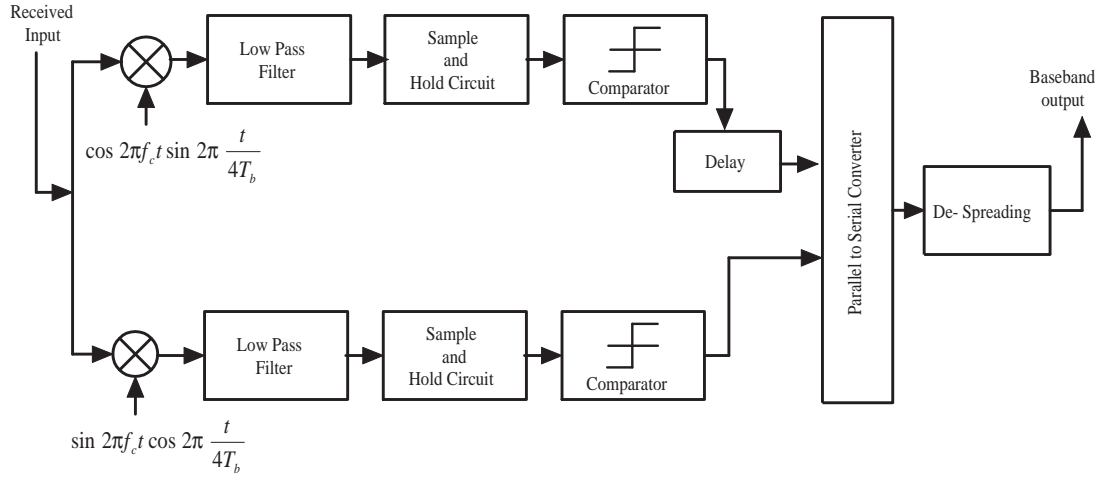 Received
Input
Low Pass
Filter
Sample
and
Hold Circuit
Comparator
cos 2πf_c t sin 2π t/4T_b
Delay
Parallel to Serial Converter
De- Spreading
Baseband
output
Low Pass
Filter
Sample
and
Hold Circuit
Comparator
sin 2πf_c t cos 2π t/4T_b